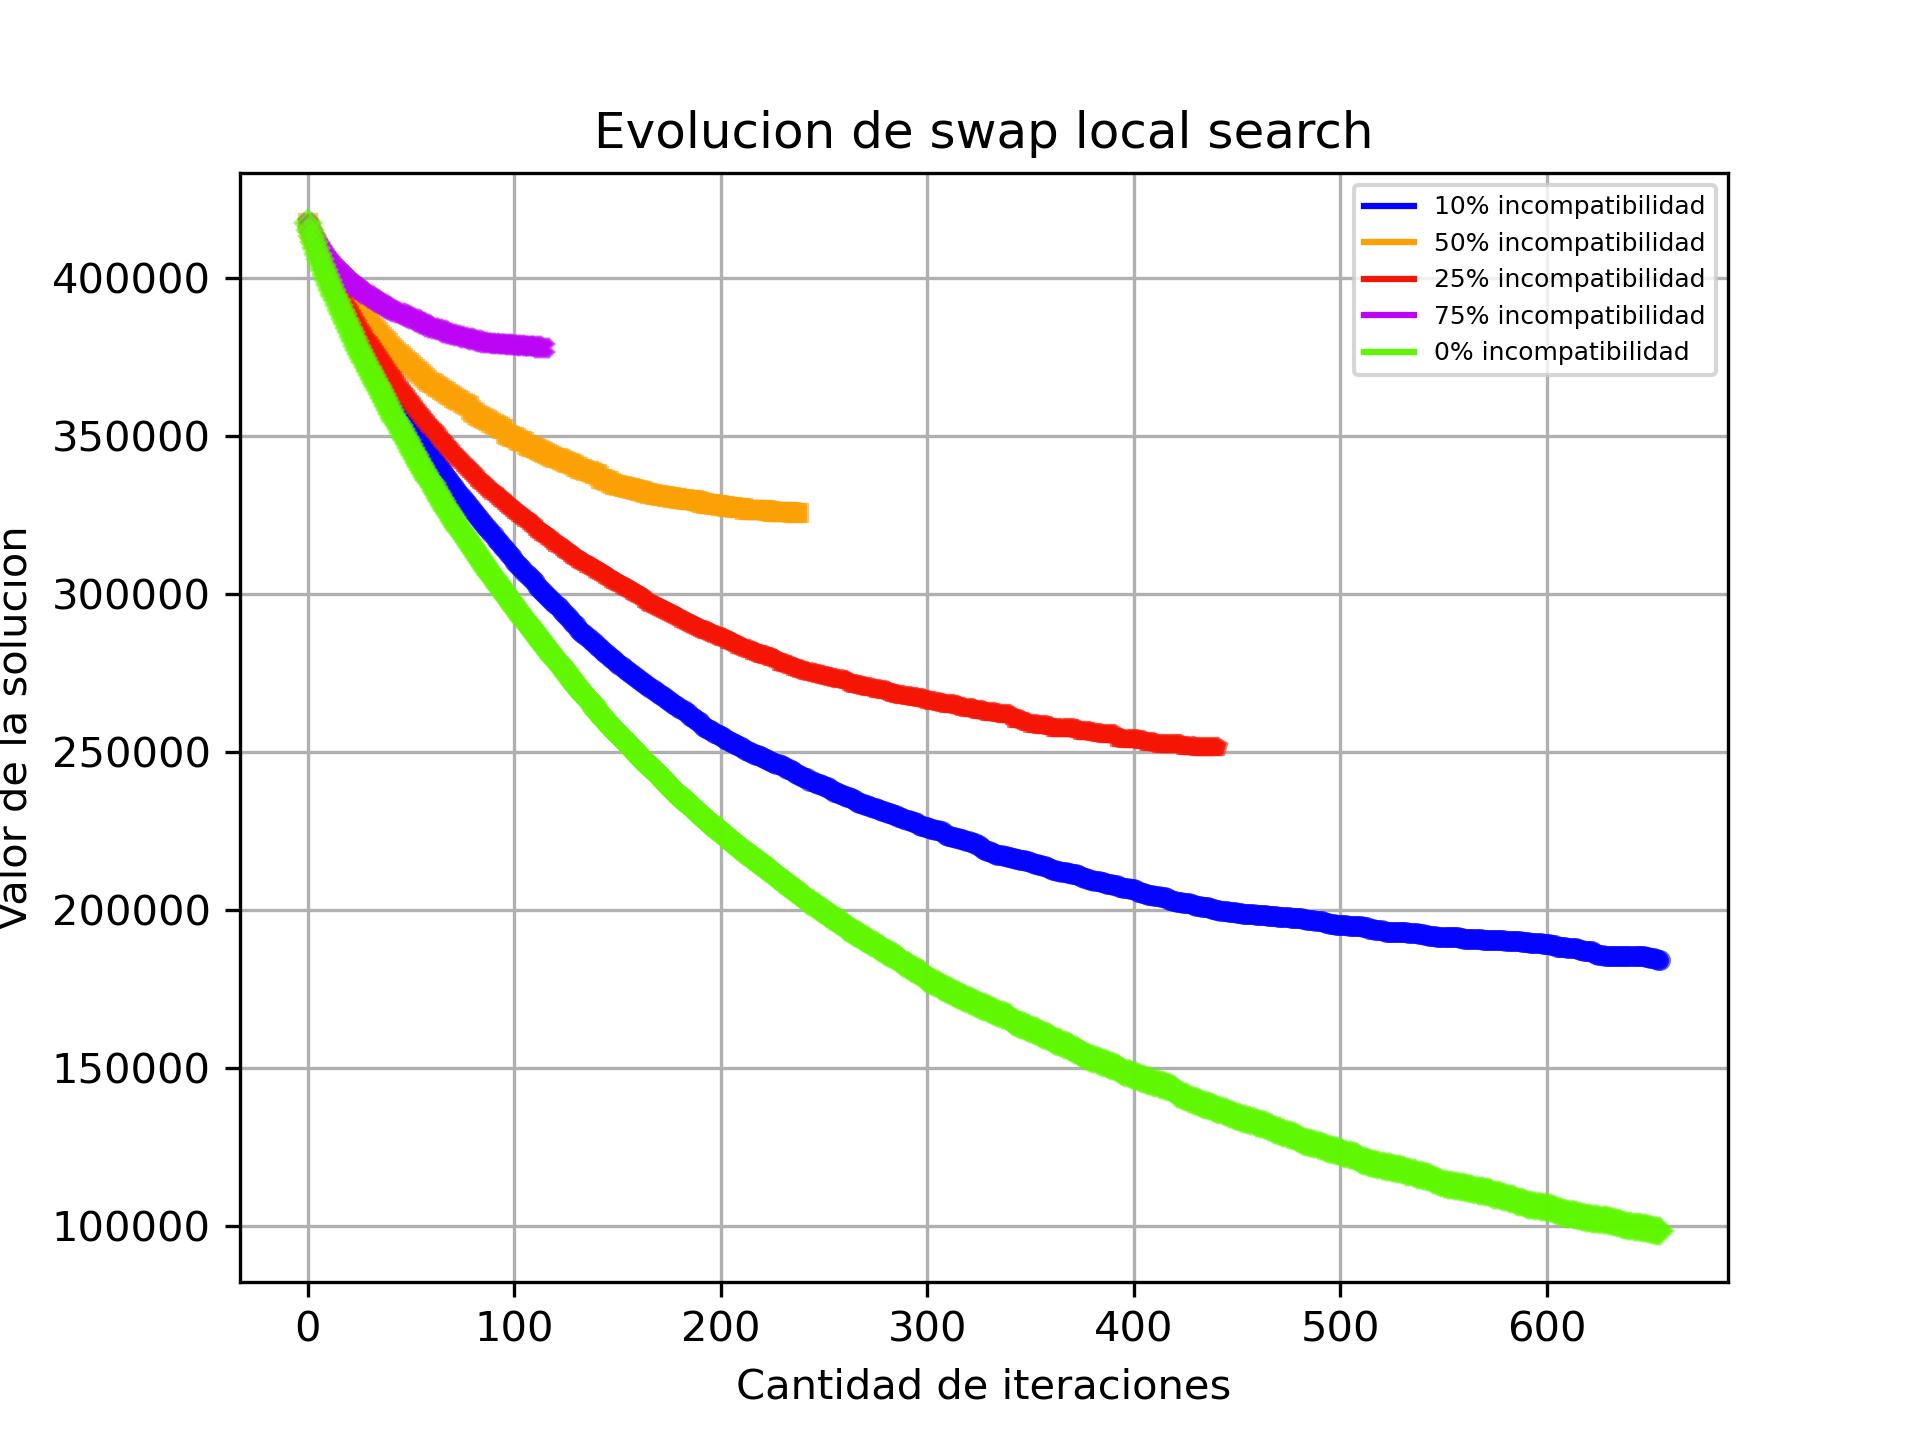 Evolucion de swap local search
10% incompatibilidad
50% incompatibilidad
25% incompatibilidad
75% incompatibilidad
0% incompatibilidad
Valor de la solucion
400000
350000
300000
250000
200000
150000
100000
0 100 200 300 400 500 600
Cantidad de iteraciones